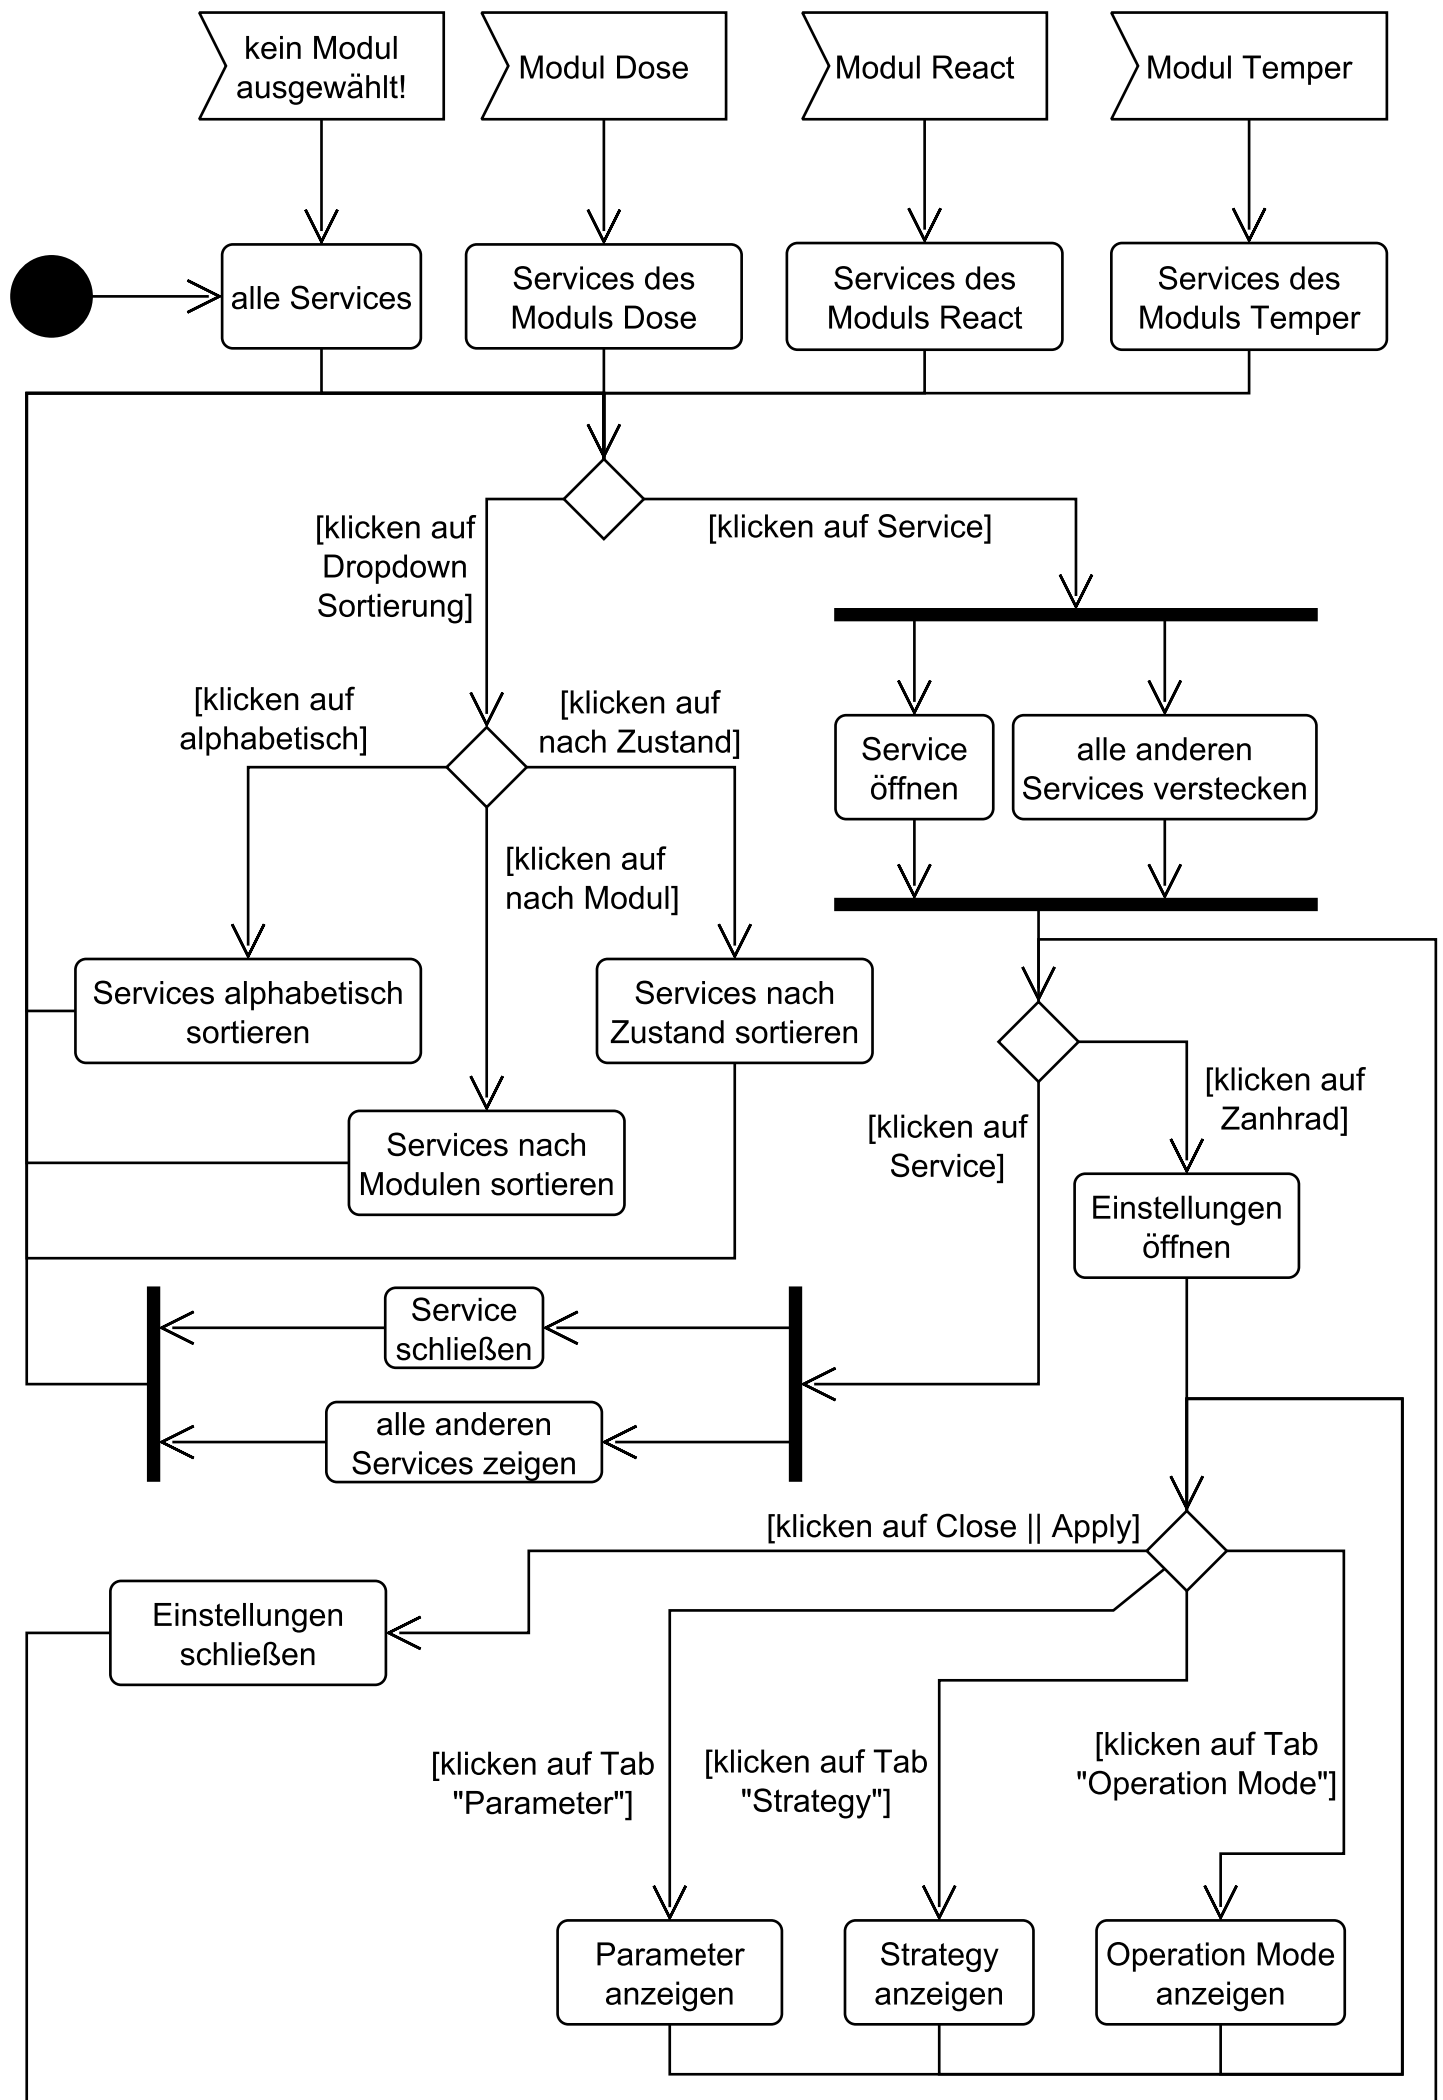 kein Modul
ausgewählt!
Modul Dose
Modul React
Modul Temper
alle Services
Services des
Moduls Dose
Services des
Moduls React
Services des
Moduls Temper
[klicken auf
Dropdown
Sortierung]
[klicken auf Service]
[klicken auf
alphabetisch]
[klicken auf
nach Zustand]
Service
öffnen
alle anderen
Services verstecken
[klicken auf
nach Modul]
Services alphabetisch
sortieren
Services nach
Zustand sortieren
[klicken auf
Zanhrad]
[klicken auf
Service]
Services nach
Modulen sortieren
Einstellungen
öffnen
Service
schließen
alle anderen
Services zeigen
[klicken auf Close || Apply]
Einstellungen
schließen
[klicken auf Tab
"Parameter"]
[klicken auf Tab
"Strategy"]
[klicken auf Tab
"Operation Mode"]
Parameter
anzeigen
Strategy
anzeigen
Operation Mode
anzeigen